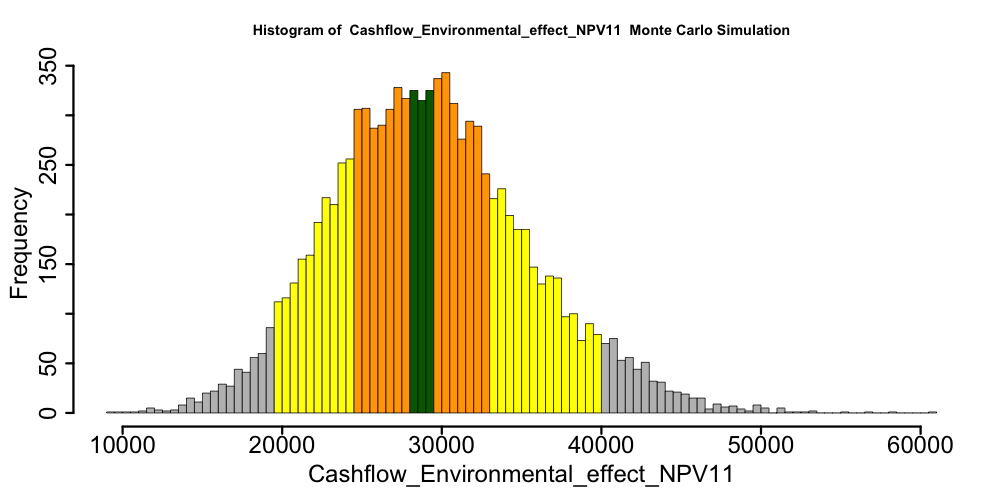 Histogram of  Cashflow_Environmental_effect_NPV11  Monte Carlo Simulation
350
250
150
50
0
Frequency
10000 20000 30000 40000 50000 60000
Cashflow_Environmental_effect_NPV11